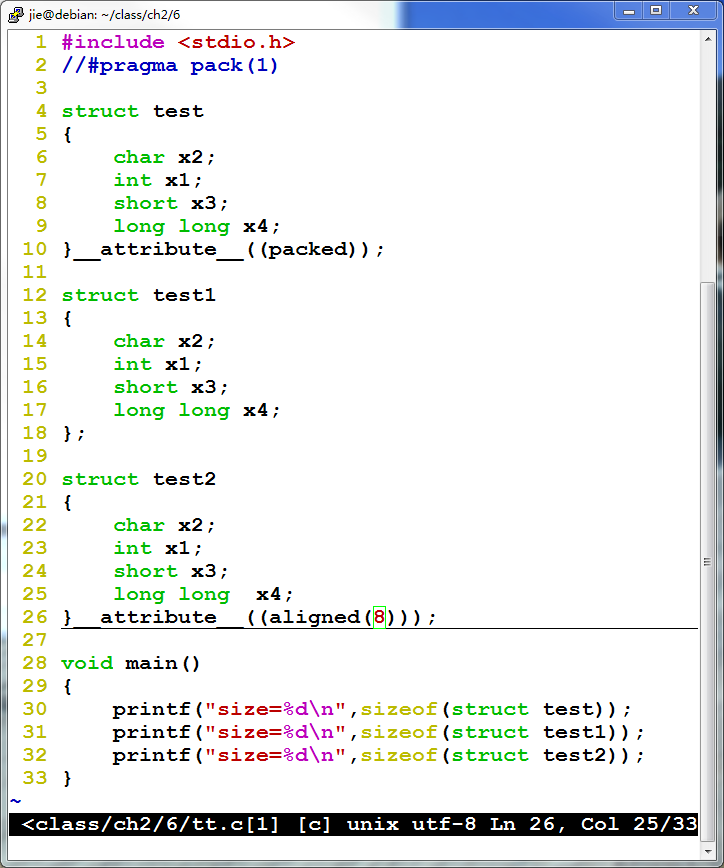 jie@debian: ~/class/ch2/6
1 #include <stdio.h>
2 //#pragma pack(1)
3
4 struct test
5 {
6     char x2;
7     int x1;
8     short x3;
9     long long x4;
10 }__attribute__((packed));
11
12 struct test1
13 {
14     char x2;
15     int x1;
16     short x3;
17     long long x4;
18 };
19
20 struct test2
21 {
22     char x2;
23     int x1;
24     short x3;
25     long long  x4;
26 }__attribute__((aligned(8)));
27
28 void main()
29 {
30     printf("size=%d\n",sizeof(struct test));
31     printf("size=%d\n",sizeof(struct test1));
32     printf("size=%d\n",sizeof(struct test2));
33 }
~
<class/ch2/6/tt.c[1] [c] unix utf-8 Ln 26, Col 25/33